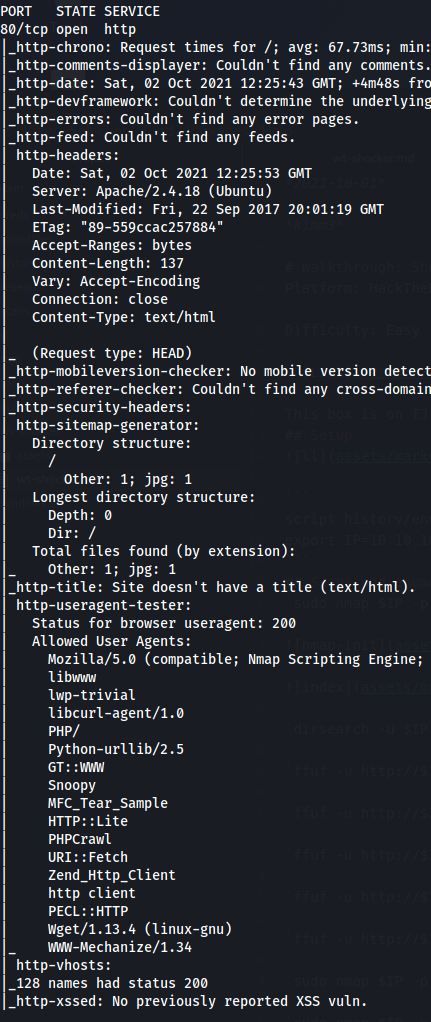 PORT   STATE SERVICE
80/tcp open  http
|_http-chrono: Request times for /; avg: 67.73ms; min:
|_http-comments-displayer: Couldn't find any comments.
|_http-date: Sat, 02 Oct 2021 12:25:43 GMT; +4m48s fro
|_http-devframework: Couldn't determine the underlying
|_http-errors: Couldn't find any error pages.
|_http-feed: Couldn't find any feeds.
| http-headers:
|   Date: Sat, 02 Oct 2021 12:25:53 GMT
|   Server: Apache/2.4.18 (Ubuntu)
|   Last-Modified: Fri, 22 Sep 2017 20:01:19 GMT
|   ETag: "89-559ccac257884"
|   Accept-Ranges: bytes
|   Content-Length: 137
|   Vary: Accept-Encoding
|   Connection: close
|   Content-Type: text/html
|
|_  (Request type: HEAD)
|_http-mobileversion-checker: No mobile version detect
|_http-referer-checker: Couldn't find any cross-domain
|_http-security-headers:
| http-sitemap-generator:
|   Directory structure:
|     /
|       Other: 1; jpg: 1
|   Longest directory structure:
|     Depth: 0
|     Dir: /
|   Total files found (by extension):
|_    Other: 1; jpg: 1
|_http-title: Site doesn't have a title (text/html).
| http-useragent-tester:
|   Status for browser useragent: 200
|   Allowed User Agents:
|     Mozilla/5.0 (compatible; Nmap Scripting Engine;
|     libwww
|     lwp-trivial
|     libcurl-agent/1.0
|     PHP/
|     Python-urllib/2.5
|     GT::WWW
|     Snoopy
|     MFC_Tear_Sample
|     HTTP::Lite
|     PHPCrawl
|     URI::Fetch
|     Zend_Http_Client
|     http client
|     PECL::HTTP
|     Wget/1.13.4 (linux-gnu)
|_    WWW-Mechanize/1.34
| http-vhosts:
|_128 names had status 200
|_http-xssed: No previously reported XSS vuln.